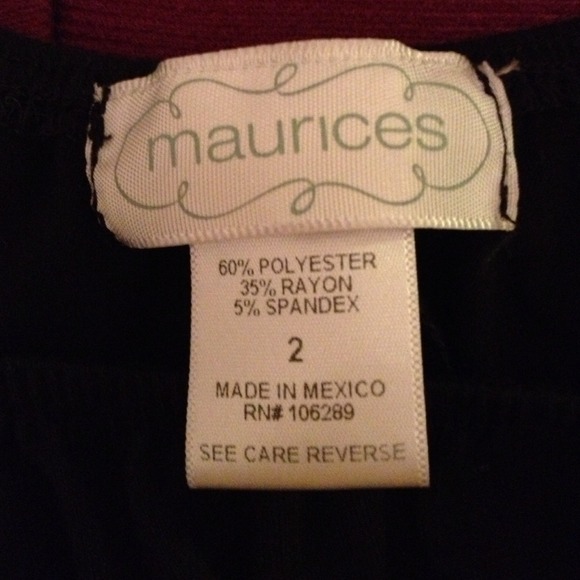 maurices
60% POLYESTER
35% RAYON
5% SPANDEX
2
MADE IN MEXICO
RN# 106289
SEE CARE REVERSE